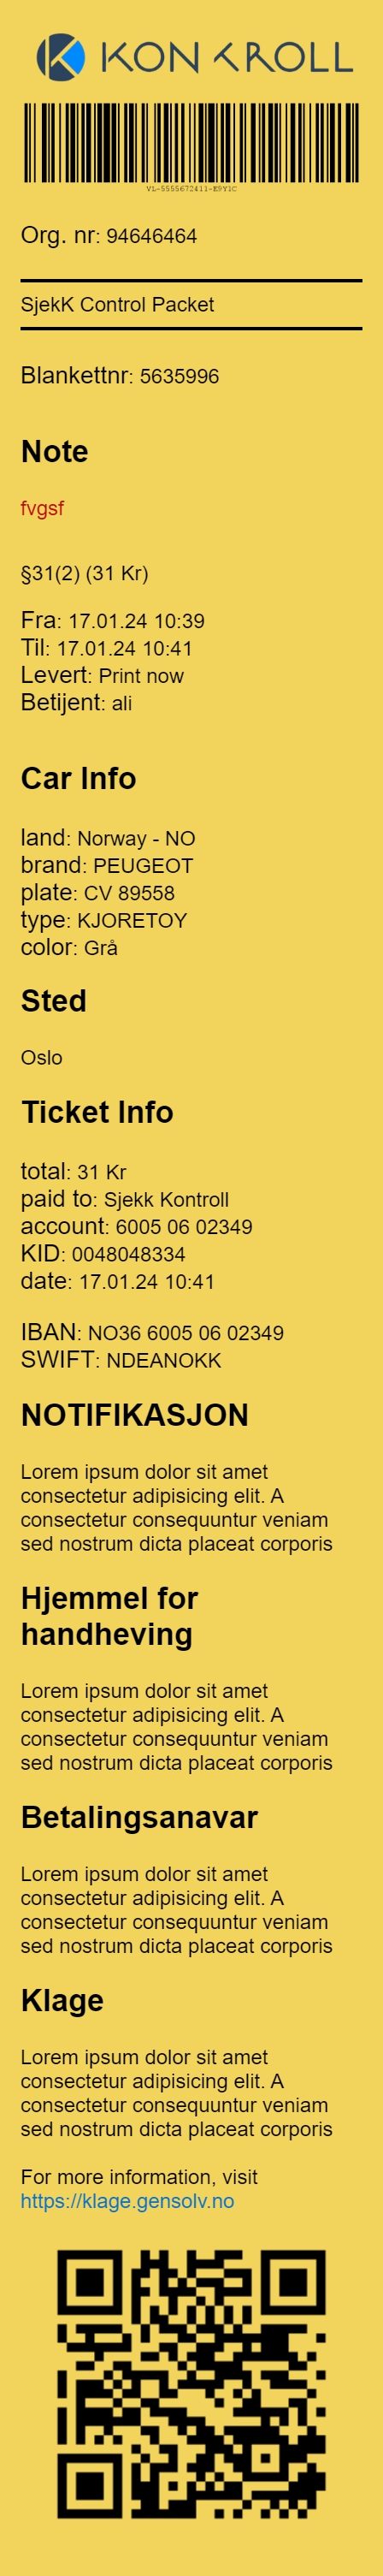 KONTROLL
VL-5555672411-E9Y1C
Org. nr: 94646464
SjekK Control Packet
Blankettnr: 5635996
Note
fvgsf
§31(2) (31 Kr)
Fra: 17.01.24 10:39
Til: 17.01.24 10:41
Levert: Print now
Betijent: ali
Car Info
land: Norway - NO
brand: PEUGEOT
plate: CV 89558
type: KJORETOY
color: Grå
Sted
Oslo
Ticket Info
total: 31 Kr
paid to: Sjekk Kontroll
account: 6005 06 02349
KID: 0048048334
date: 17.01.24 10:41
IBAN: NO36 6005 06 02349
SWIFT: NDEANOKK
NOTIFIKASJON
Lorem ipsum dolor sit amet
consectetur adipisicing elit. A
consectetur consequuntur veniam
sed nostrum dicta placeat corporis
Hjemmel for
handheving
Lorem ipsum dolor sit amet
consectetur adipisicing elit. A
consectetur consequuntur veniam
sed nostrum dicta placeat corporis
Betalingsanavar
Lorem ipsum dolor sit amet
consectetur adipisicing elit. A
consectetur consequuntur veniam
sed nostrum dicta placeat corporis
Klage
Lorem ipsum dolor sit amet
consectetur adipisicing elit. A
consectetur consequuntur veniam
sed nostrum dicta placeat corporis
For more information, visit
https://klage.gensolv.no